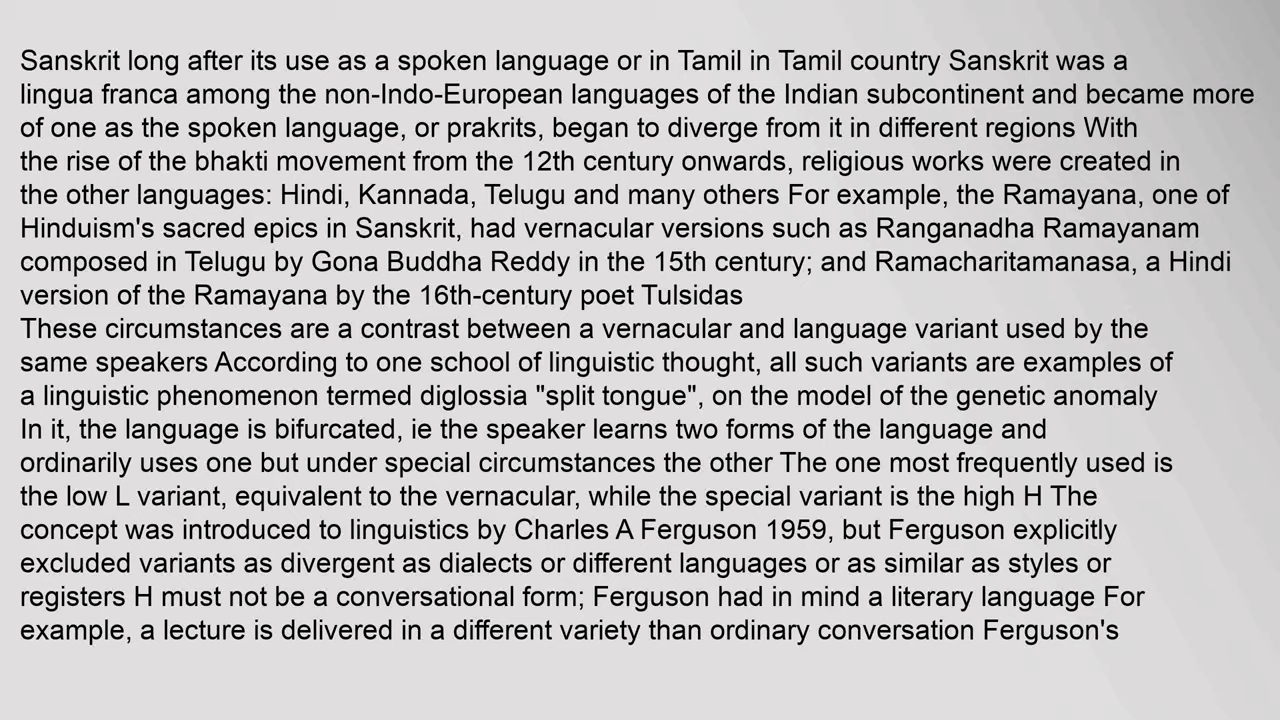 Sanskrit long after its use as a spoken language or in Tamil in Tamil country Sanskrit was a
lingua franca among the non-Indo-European languages of the Indian subcontinent and became more
of one as the spoken language, or prakrits, began to diverge from it in different regions With
the rise of the bhakti movement from the 12th century onwards, religious works were created in
the other languages: Hindi, Kannada, Telugu and many others For example, the Ramayana, one of
Hinduism's sacred epics in Sanskrit, had vernacular versions such as Ranganadha Ramayanam
composed in Telugu by Gona Buddha Reddy in the 15th century; and Ramacharitamanasa, a Hindi
version of the Ramayana by the 16th-century poet Tulsidas
These circumstances are a contrast between a vernacular and language variant used by the
same speakers According to one school of linguistic thought, all such variants are examples of
a linguistic phenomenon termed diglossia "split tongue", on the model of the genetic anomaly
In it, the language is bifurcated, ie the speaker learns two forms of the language and
ordinarily uses one but under special circumstances the other The one most frequently used is
the low L variant, equivalent to the vernacular, while the special variant is the high H The
concept was introduced to linguistics by Charles A Ferguson 1959, but Ferguson explicitly
excluded variants as divergent as dialects or different languages or as similar as styles or
registers H must not be a conversational form; Ferguson had in mind a literary language For
example, a lecture is delivered in a different variety than ordinary conversation Ferguson's